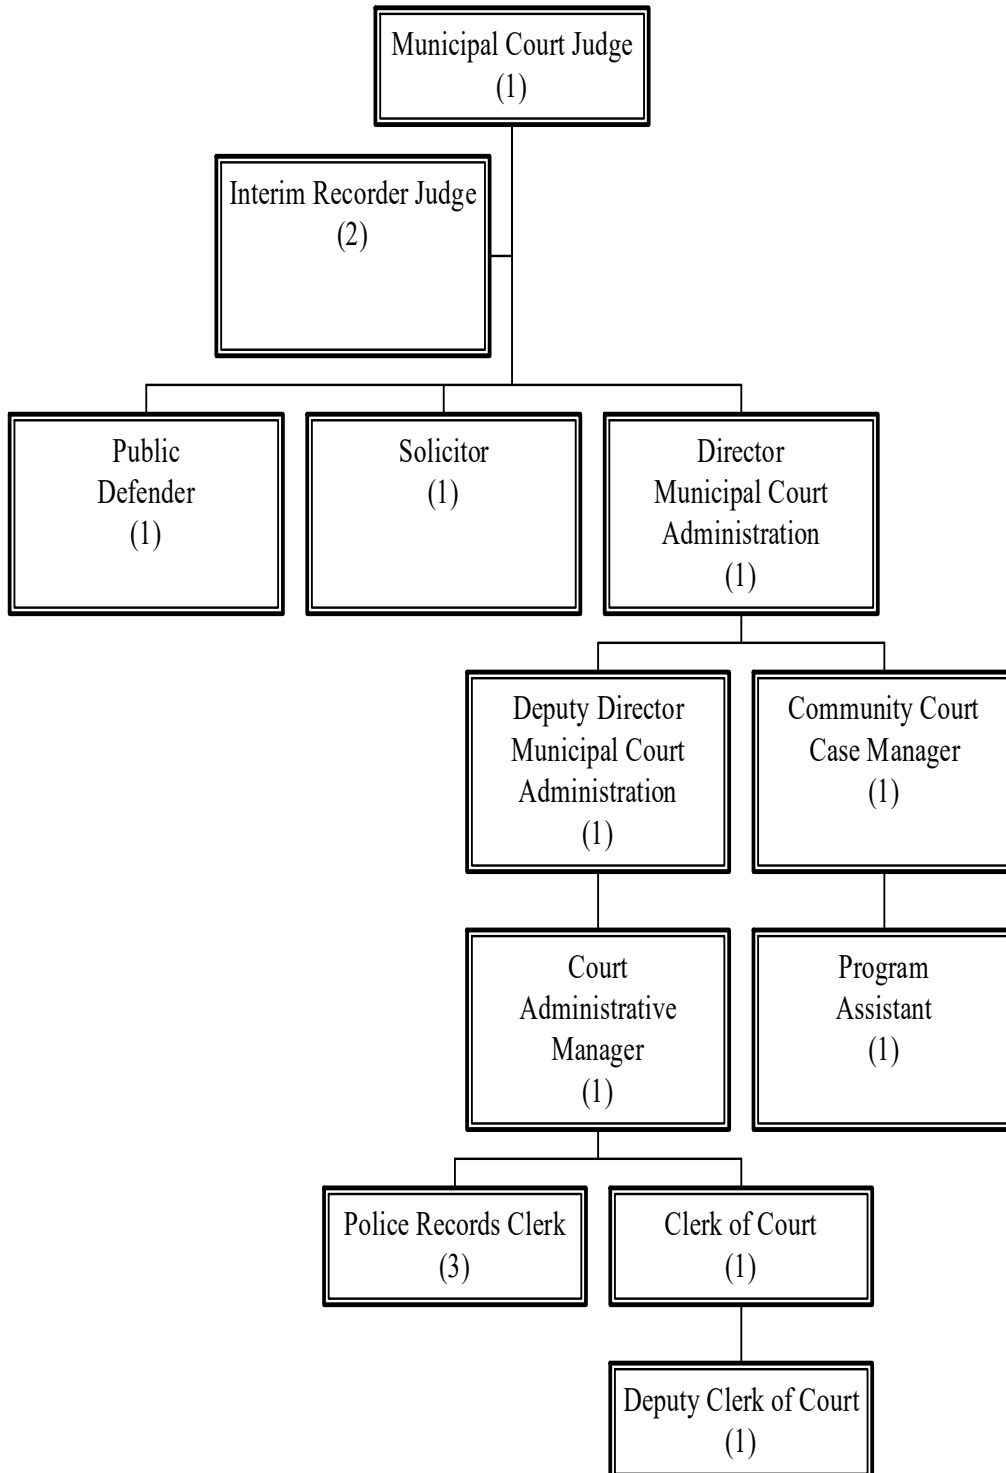 Municipal Court Judge
(1)
Interim Recorder Judge
(2)
Public
Defender
(1)
Solicitor
(1)
Director
Municipal Court
Administration
(1)
Deputy Director
Municipal Court
Administration
(1)
Community Court
Case Manager
(1)
Court
Administrative
Manager
(1)
Program
Assistant
(1)
Police Records Clerk
(3)
Clerk of Court
(1)
Deputy Clerk of Court
(1)